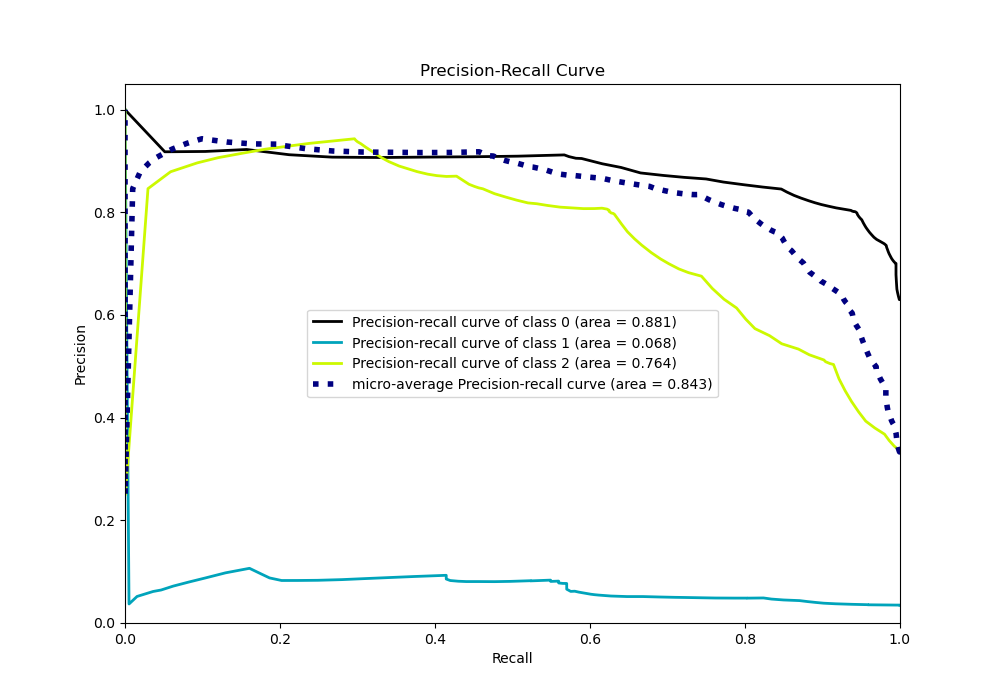 Precision-Recall Curve
1.0
0.8
0.6
0.4
0.2
0.0
Precision
Precision-recall curve of class 0 (area = 0.881)
Precision-recall curve of class 1 (area = 0.068)
Precision-recall curve of class 2 (area = 0.764)
micro-average Precision-recall curve (area = 0.843)
0.0 0.2 0.4 0.6 0.8 1.0
Recall